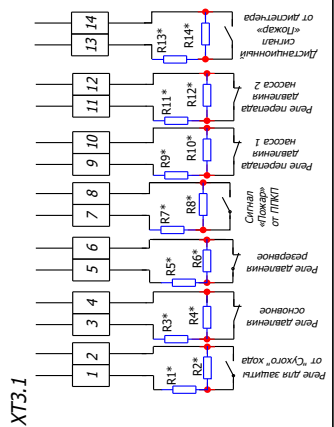 XT3.1
1
2
R1*
R2*
Реле для защиты
от "Сухого" хода
3
4
R3*
R4*
Реле давления
основное
5
6
R5*
R6*
Реле давления
резервное
7
8
R7*
R8*
Сигнал
«Пожар»
от ППКП
9
10
R9*
R10*
Реле перепада
давления
насоса 1
11
12
R11*
R12*
Реле перепада
давления
насоса 2
13
14
R13*
R14*
Дистанционный
сигнал
«Пожар»
от диспетчера